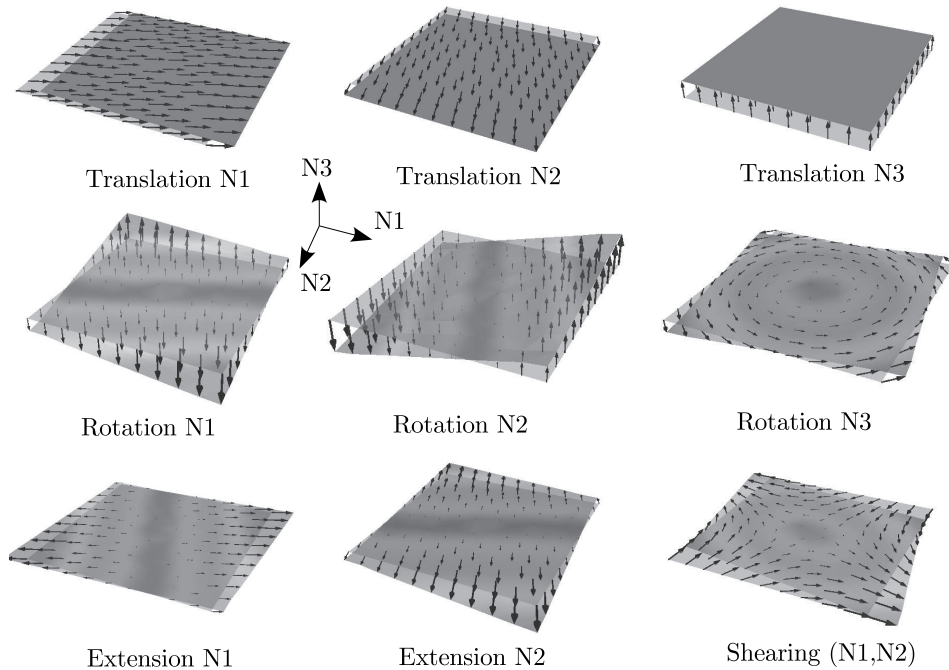 Translation N1
Translation N2
Translation N3
N3
N1
N2
Rotation N1
Rotation N2
Rotation N3
Extension N1
Extension N2
Shearing (N1,N2)